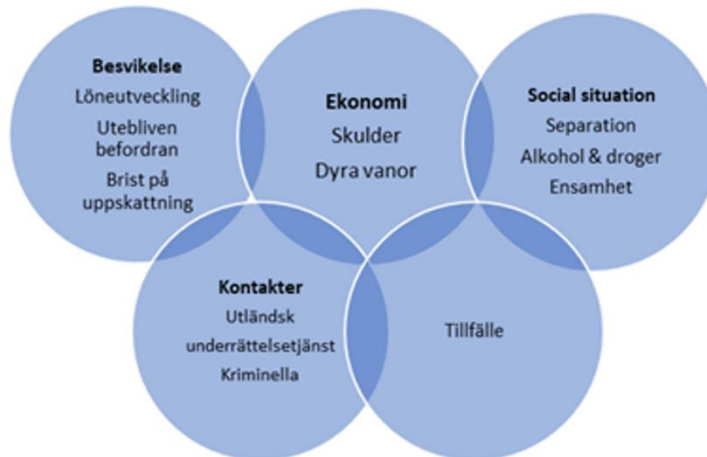 Besvikelse
Löneutveckling
Utebliven
befordran
Brist på
uppskattning
Ekonomi
Skulder
Dyra vanor
Social situation
Separation
Alkohol & droger
Ensamhet
Kontakter
Utländsk
underrättelsetjänst
Kriminella
Tillfälle